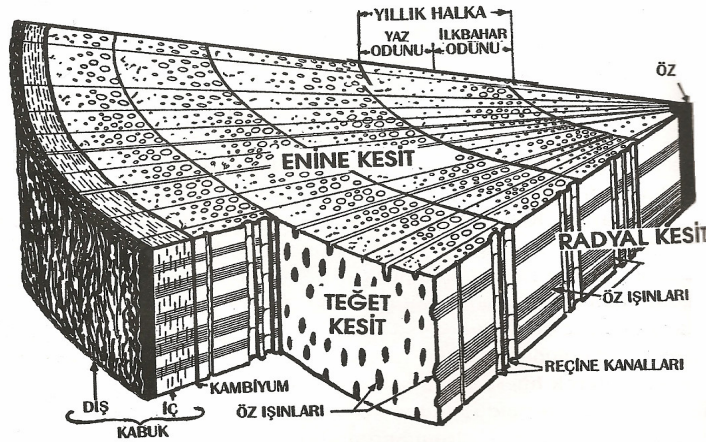 YILLIK HALKA
YAZ
ODUNU
İLKBAHAR
ODUNU
ÖZ
ENİNE KESİT
RADYAL KESİT
TEĞET
KESİT
ÖZ IŞINLARI
REÇİNE KANALLARI
KAMBİYUM
ÖZ IŞINLARI
DIŞ
İÇ
KABUK